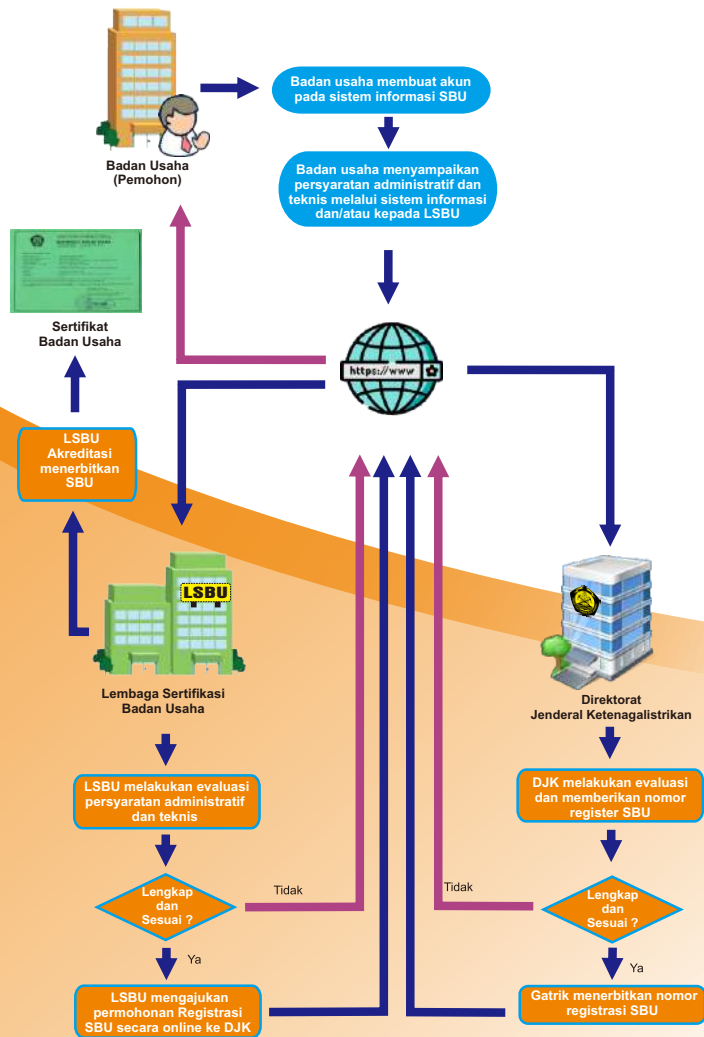 Badan usaha membuat akun
pada sistem informasi SBU
Badan Usaha
(Pemohon)
Badan usaha menyampaikan
persyaratan administratif dan
teknis melalui sistem informasi
dan/atau kepada LSBU
Sertifikat
Badan Usaha
https://www
LSBU
Akreditasi
menerbitkan
SBU
LSBU
Lembaga Sertifikasi
Badan Usaha
Direktorat
Jenderal Ketenagalistrikan
LSBU melakukan evaluasi
persyaratan administratif
dan teknis
DJK melakukan evaluasi
dan memberikan nomor
register SBU
Lengkap
dan
Sesuai ?
Tidak
Tidak
Lengkap
dan
Sesuai ?
Ya
Ya
LSBU mengajukan
permohonan Registrasi
SBU secara online ke DJK
Gatrik menerbitkan nomor
registrasi SBU